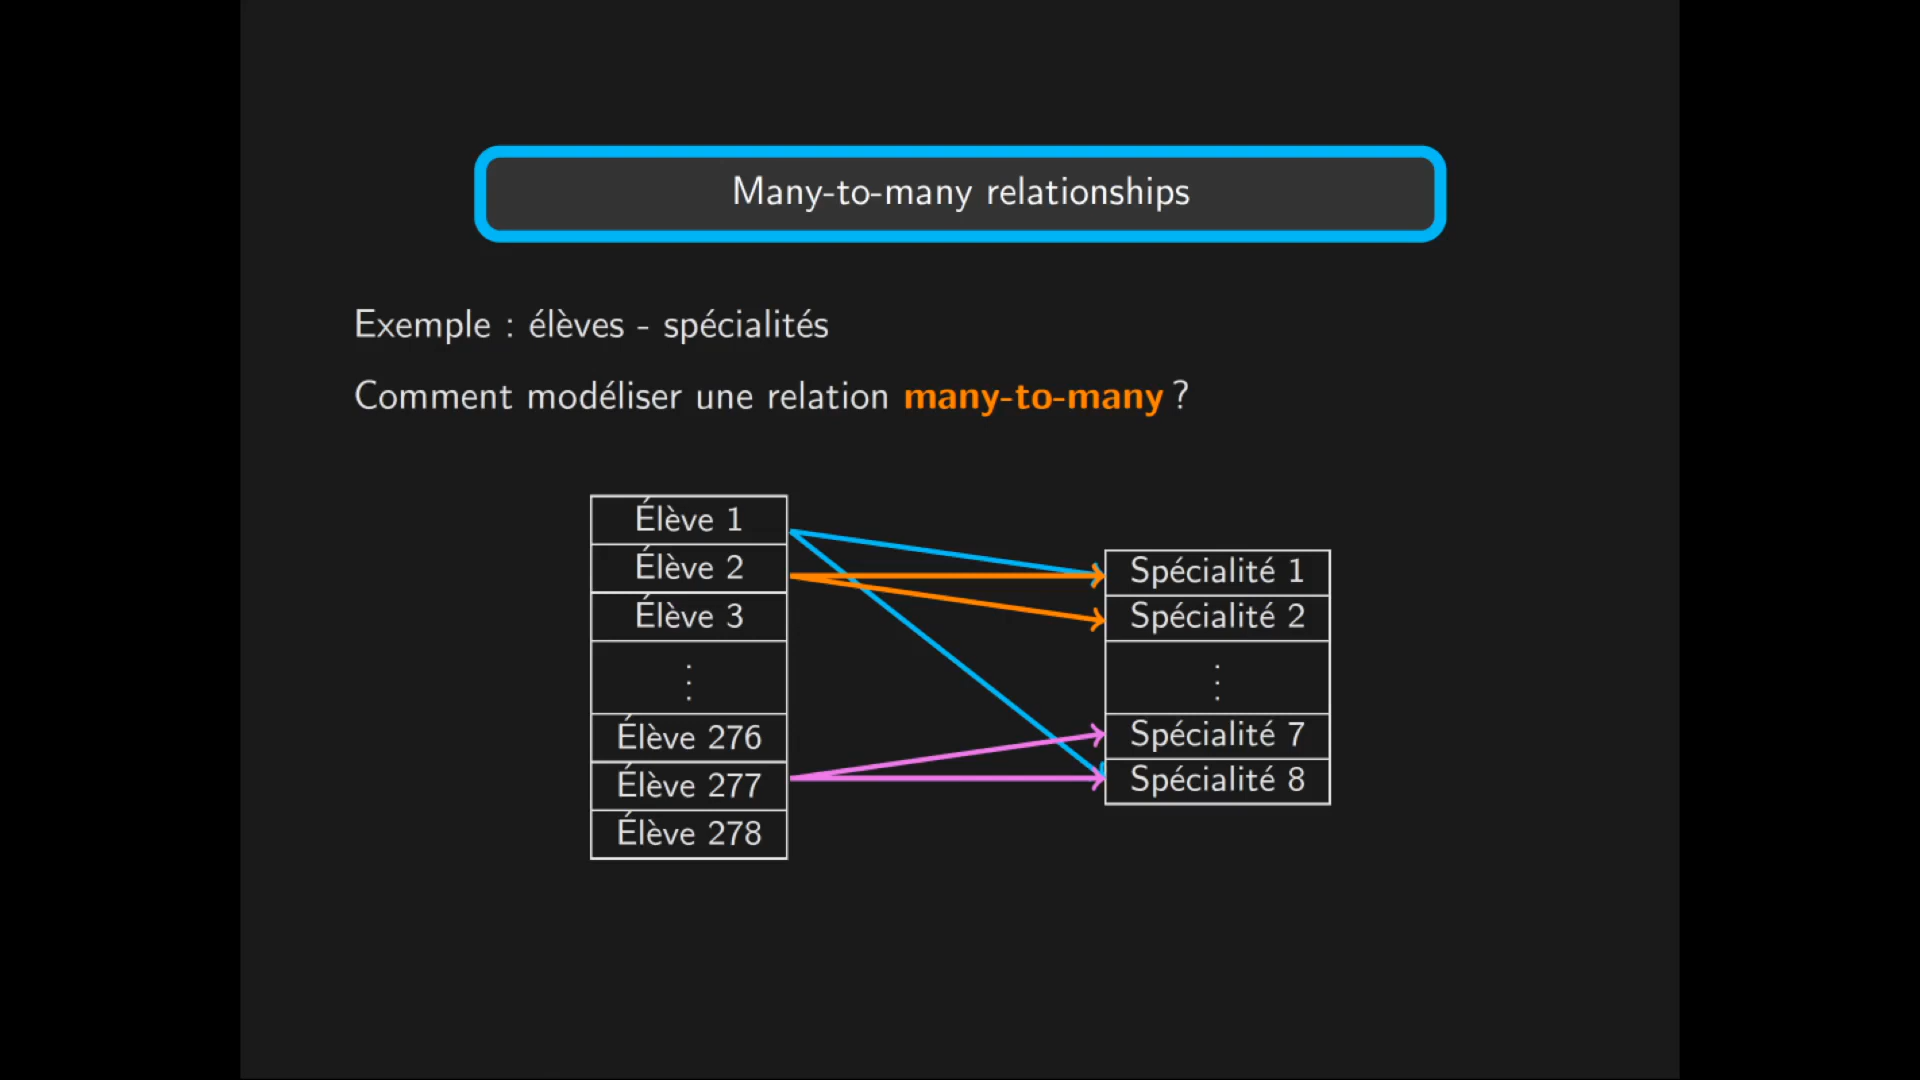 Many-to-many relationships
Exemple : élèves - spécialités
Comment modéliser une relation many-to-many ?
Élève 1
Élève 2
Élève 3
⋮
Élève 276
Élève 277
Élève 278
Spécialité 1
Spécialité 2
⋮
Spécialité 7
Spécialité 8